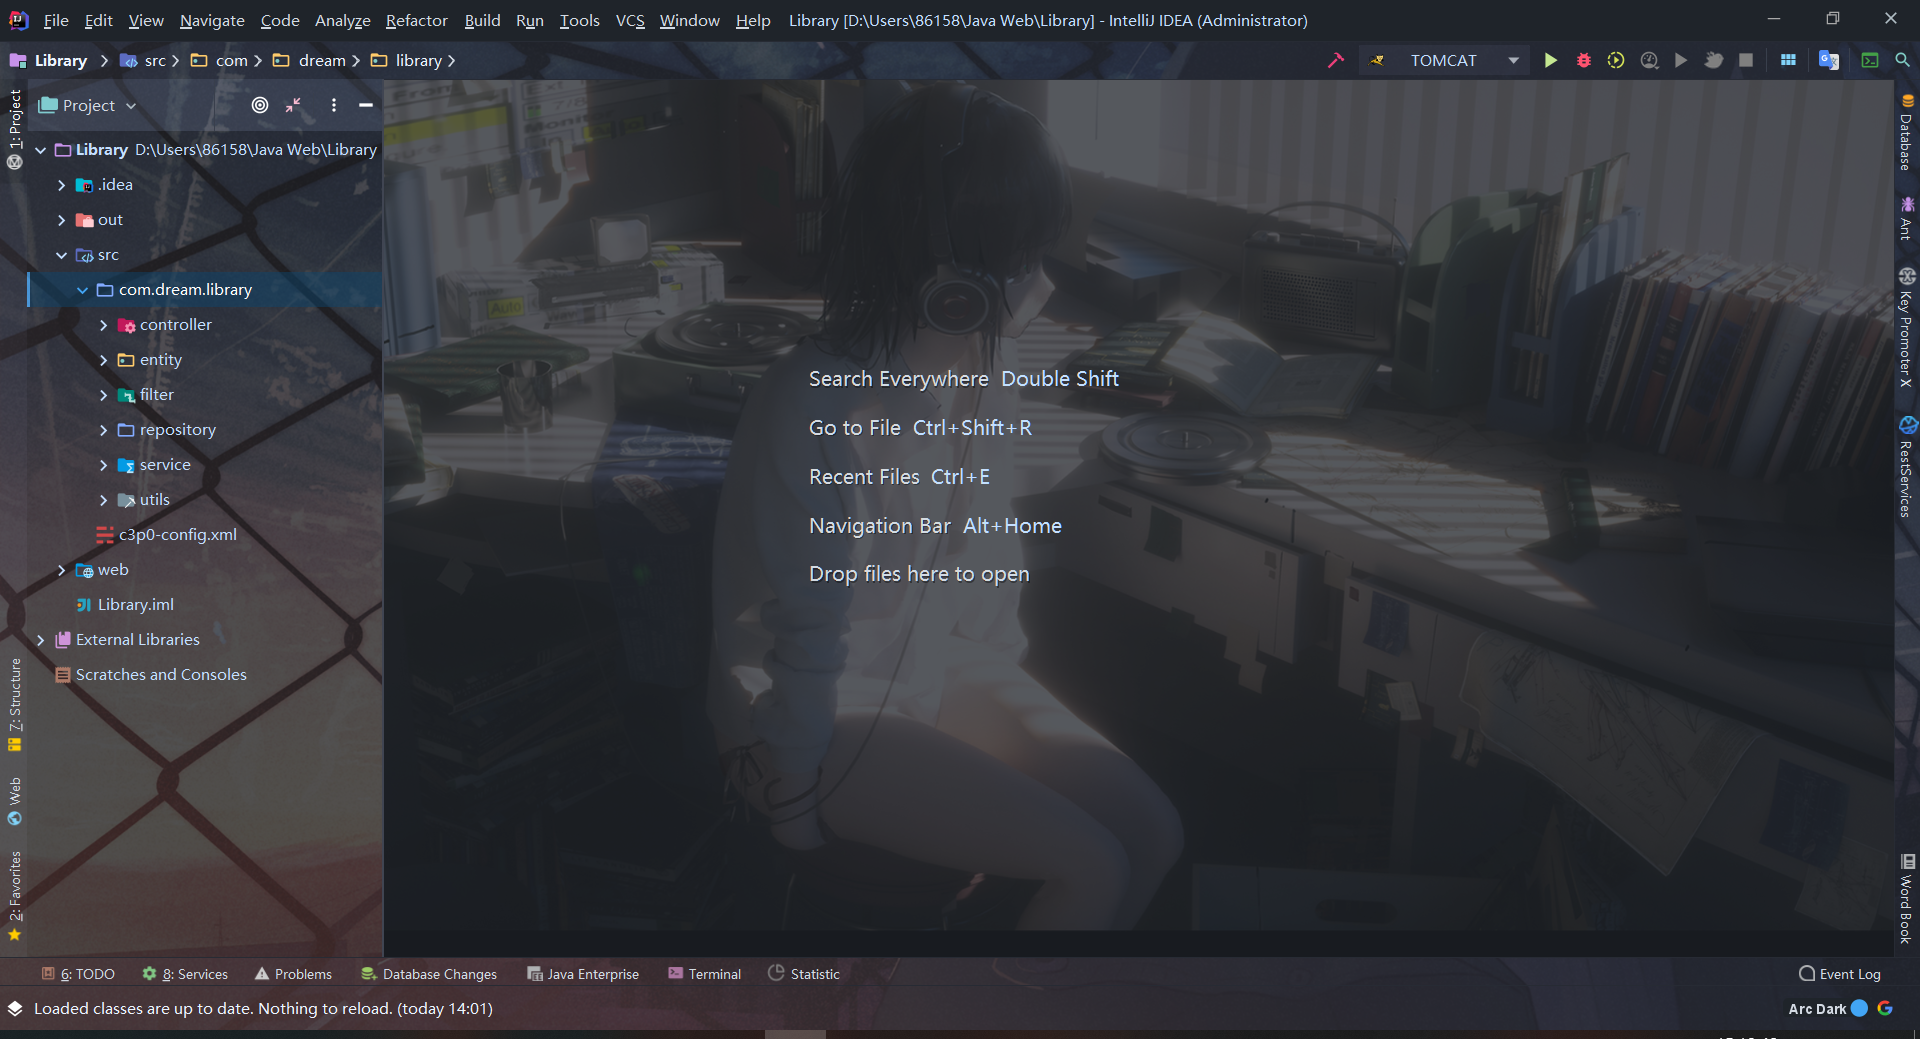 File Edit View Navigate Code Analyze Refactor Build Run Tools VCS Window Help Library [D:\Users\86158\Java Web\Library] - IntelliJ IDEA (Administrator)
Library src com dream library TOMCAT
Project
Library D:\Users\86158\Java Web\Library
.idea
out
src
com.dream.library
controller
entity
filter
repository
service
utils
c3p0-config.xml
web
Library.iml
External Libraries
Scratches and Consoles
1: Project
7: Structure
Web
2: Favorites
Search Everywhere Double Shift
Go to File Ctrl+Shift+R
Recent Files Ctrl+E
Navigation Bar Alt+Home
Drop files here to open
Auto
Database
Ant
Key Promoter X
RestServices
Word Book
6: TODO 8: Services Problems Database Changes Java Enterprise Terminal Statistic Event Log
Loaded classes are up to date. Nothing to reload. (today 14:01) Arc Dark